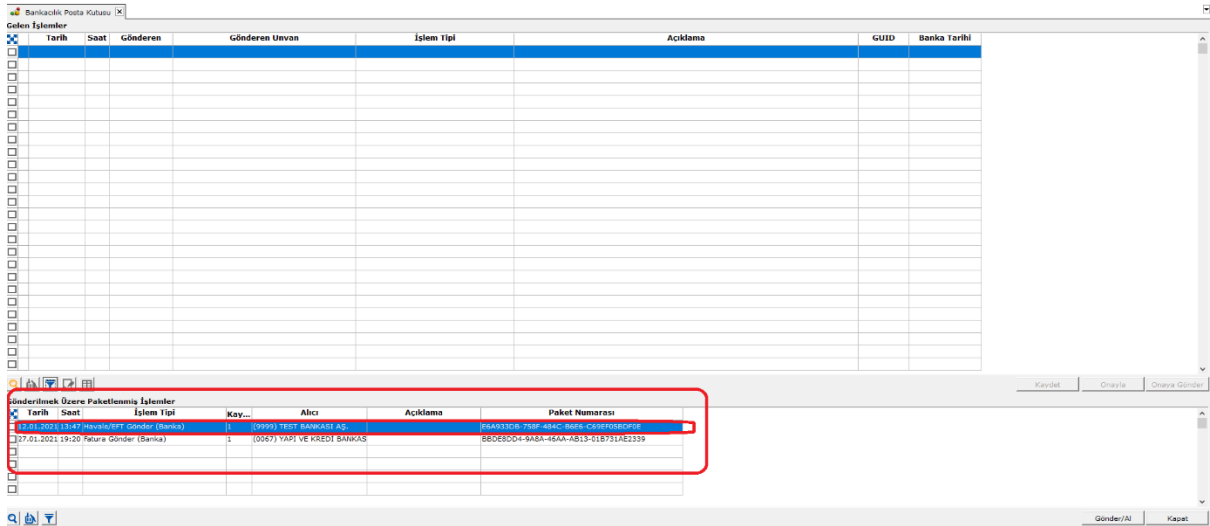 Bankacılık Posta Kutusu
Gelen İşlemler
Tarih Saat Gönderen Gönderen Unvan İşlem Tipi Açıklama GUID Banka Tarihi
Kaydet Onayla Onaya Gönder
Gönderilmek Üzere Paketlenmiş İşlemler
Tarih Saat İşlem Tipi Kay... Alıcı Açıklama Paket Numarası
12.01.2021 13:47 Havale/EFT Gönder (Banka) 1 (9999) TEST BANKASI AŞ. E6A933DB-758F-484C-B6E6-C69EF05BDF0E
27.01.2021 19:20 Fatura Gönder (Banka) 1 (0067) YAPI VE KREDİ BANKAS BBDE8DD4-9A8A-46AA-AB13-01B731AE2339
Gönder/Al Kapat